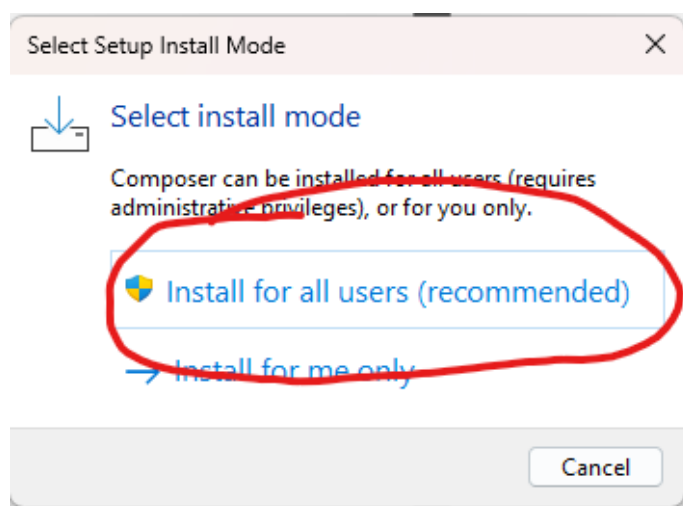 Select Setup Install Mode
Select install mode
Composer can be installed for all users (requires
administrative privileges), or for you only.
Install for all users (recommended)
Install for me only
Cancel